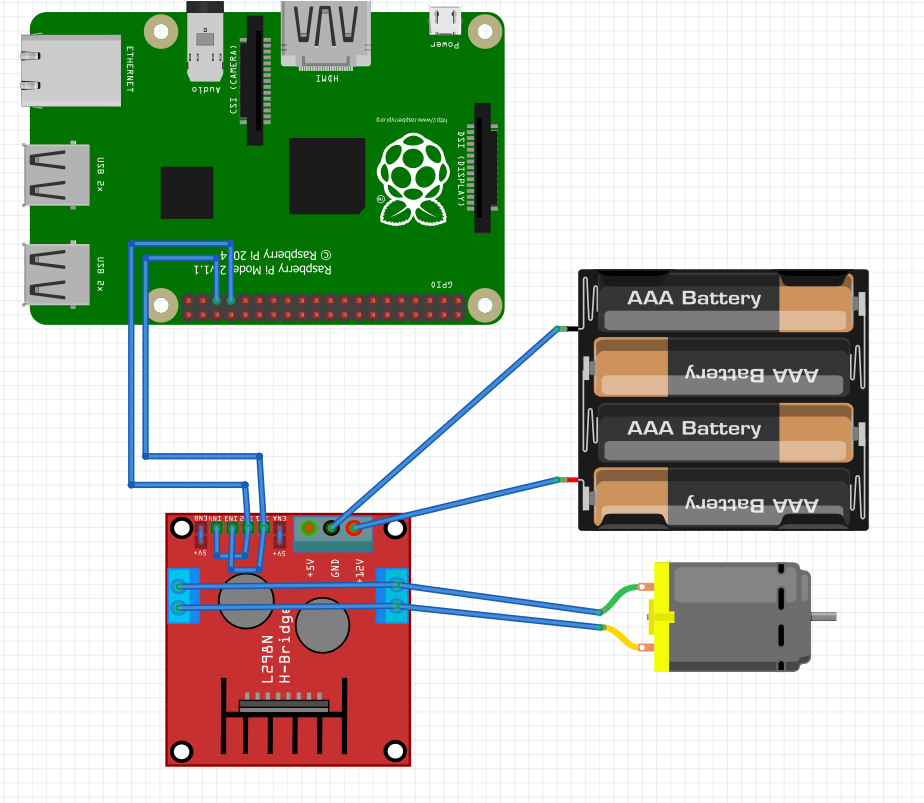 Power
HDMI
Audio
ETHERNET
CSI (CAMERA)
http://www.raspberrypi.org
DSI (DISPLAY)
USB 2x
USB 2x
©Raspberry Pi 2014
Raspberry Pi Model 2 v1.1
GPIO
AAA Battery
AAA Battery
AAA Battery
AAA Battery
ENB
IN4
IN3
ENA
+5V
+5V
+5V
GND
+12V
L298N
H-Bridge